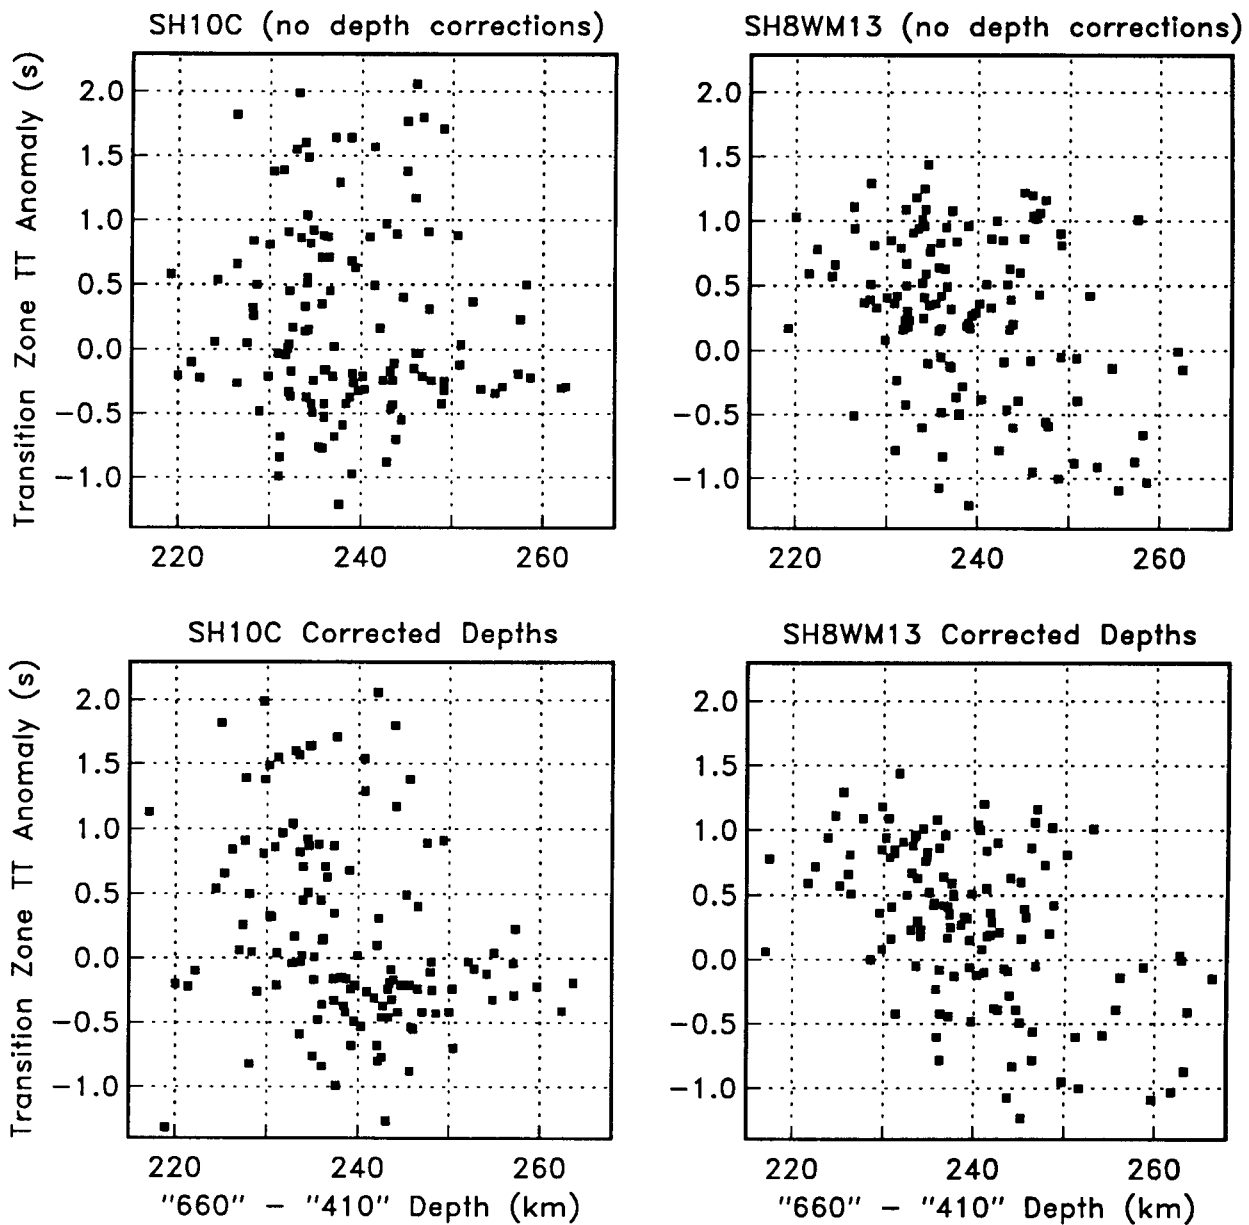 SH10C (no depth corrections)
SH8WM13 (no depth corrections)
Transition Zone TT Anomaly (s)
2.0
1.5
1.0
0.5
0.0
−0.5
−1.0
220 240 260
2.0
1.5
1.0
0.5
0.0
−0.5
−1.0
220 240 260
SH10C Corrected Depths
SH8WM13 Corrected Depths
Transition Zone TT Anomaly (s)
2.0
1.5
1.0
0.5
0.0
−0.5
−1.0
220 240 260
"660" − "410" Depth (km)
2.0
1.5
1.0
0.5
0.0
−0.5
−1.0
220 240 260
"660" − "410" Depth (km)